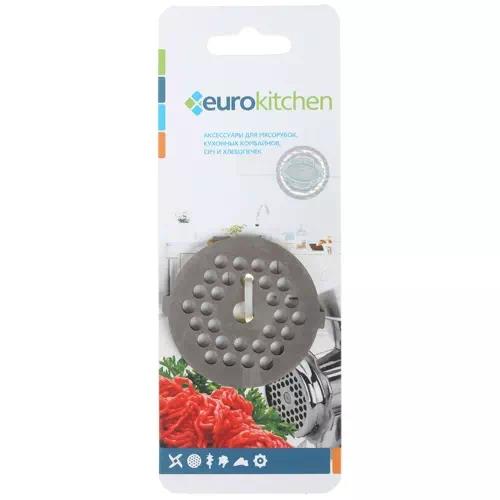 eurokitchen
АКСЕССУАРЫ ДЛЯ МЯСОРУБОК,
КУХОННЫХ КОМБАЙНОВ,
СВЧ И ХЛЕБОПЕЧЕК